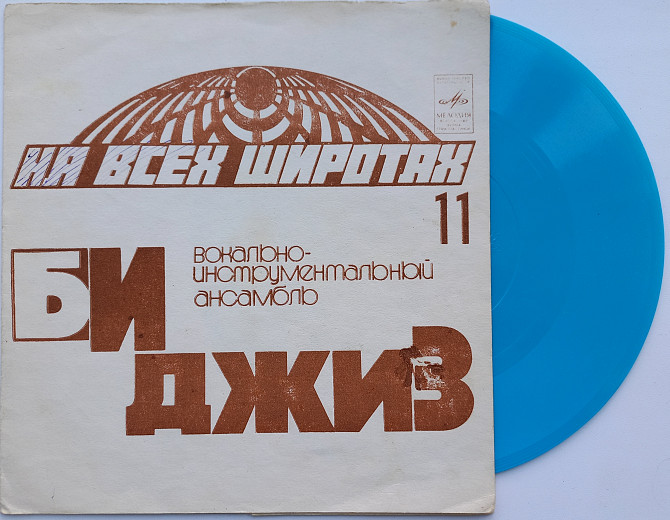 НА ВСЕХ ШИРОТАХ
МЕЛОДИЯ
11
ВОКАЛЬНО-
ИНСТРУМЕНТАЛЬНЫЙ
АНСАМБЛЬ
БИ
ДЖИЗ